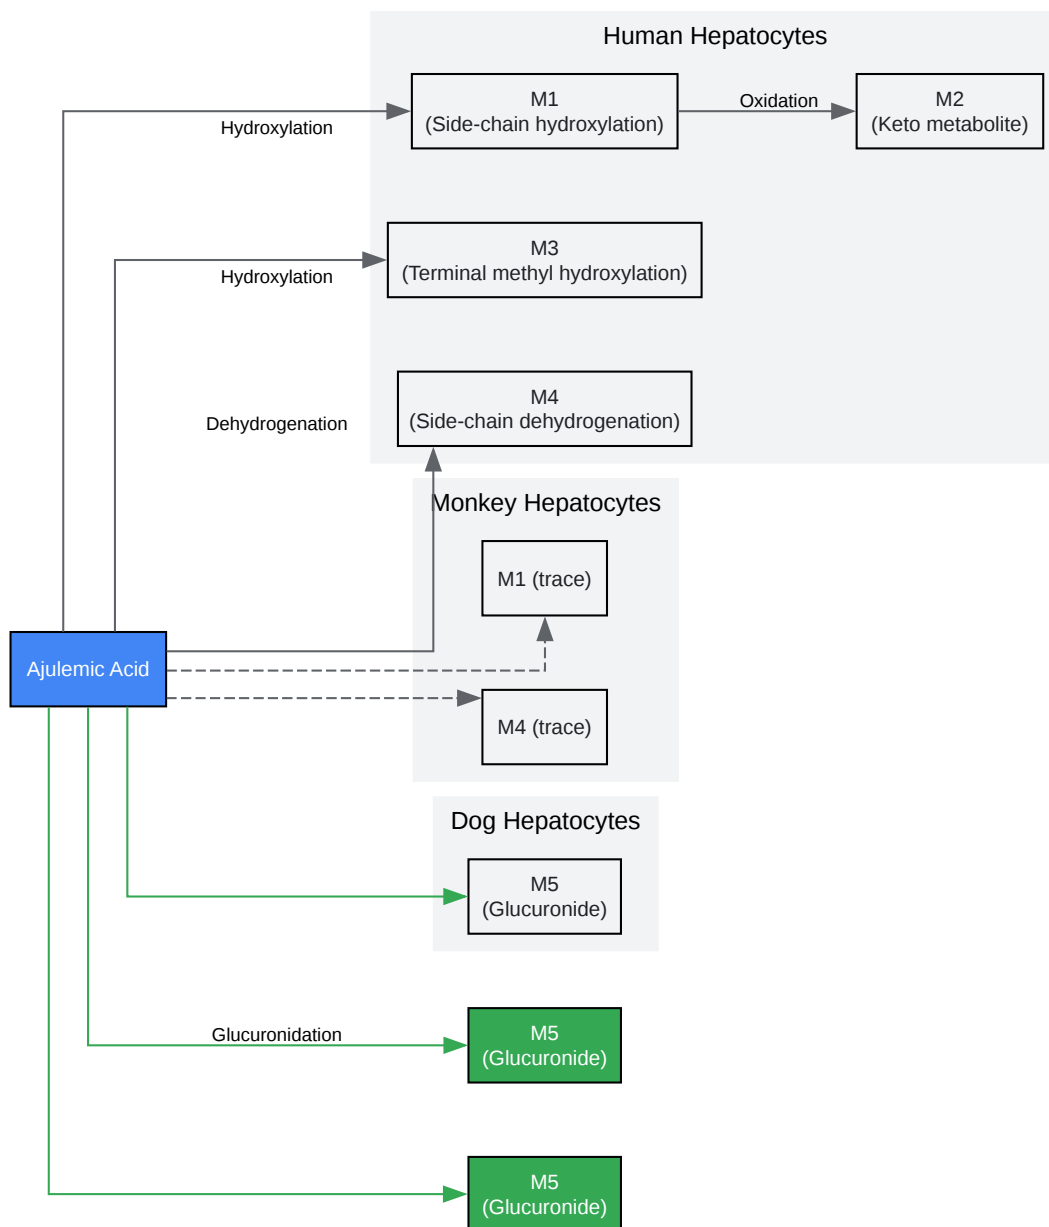 Human Hepatocytes
M1
(Side-chain hydroxylation)
Oxidation
M2
(Keto metabolite)
Hydroxylation
M3
(Terminal methyl hydroxylation)
Hydroxylation
M4
(Side-chain dehydrogenation)
Dehydrogenation
Monkey Hepatocytes
M1 (trace)
Ajulemic Acid
M4 (trace)
Dog Hepatocytes
M5
(Glucuronide)
Glucuronidation
M5
(Glucuronide)
M5
(Glucuronide)